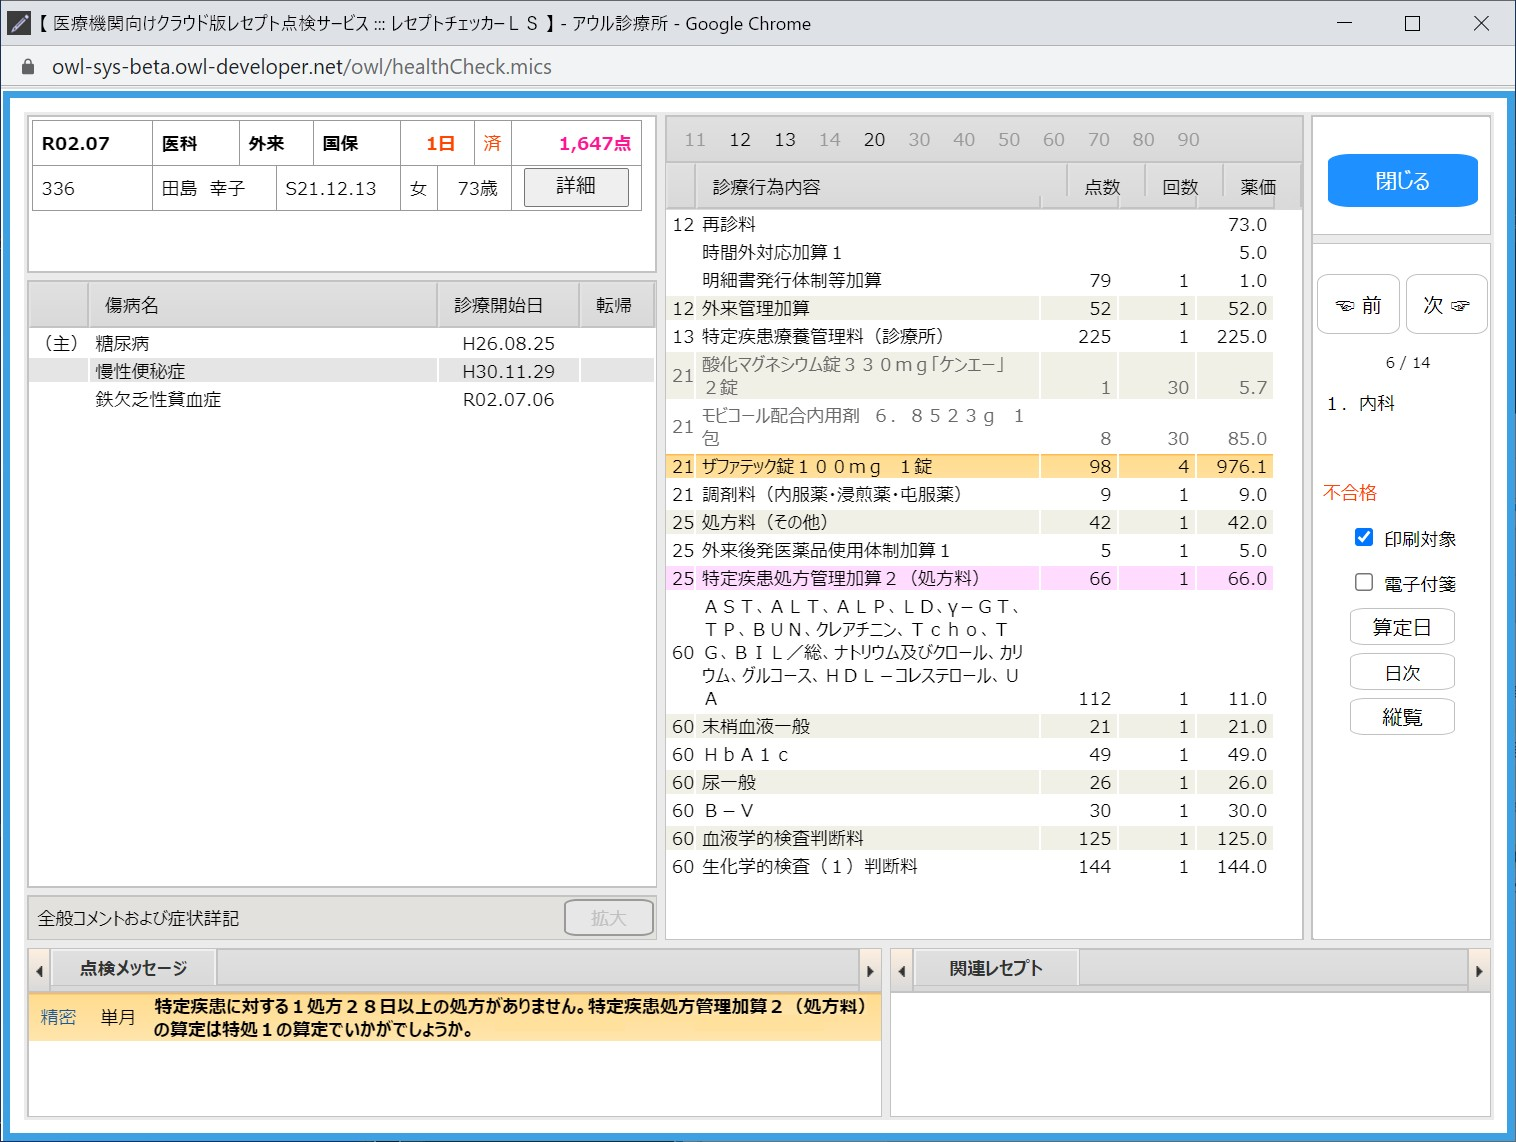 【 医療機関向けクラウド版レセプト点検サービス ::: レセプトチェッカーＬＳ 】 - アウル診療所 - Google Chrome
owl-sys-beta.owl-developer.net/owl/healthCheck.mics
R02.07 医科 外来 国保 1日 済 1,647点
336 田島　幸子 S21.12.13 女 73歳 詳細
傷病名 診療開始日 転帰
（主） 糖尿病 H26.08.25
慢性便秘症 H30.11.29
鉄欠乏性貧血症 R02.07.06
全般コメントおよび症状詳記 拡大
11 12 13 14 20 30 40 50 60 70 80 90
診療行為内容 点数 回数 薬価
12 再診料 73.0
時間外対応加算１ 5.0
明細書発行体制等加算 79 1 1.0
12 外来管理加算 52 1 52.0
13 特定疾患療養管理料（診療所） 225 1 225.0
21 酸化マグネシウム錠３３０ｍｇ「ケンエー」
２錠 1 30 5.7
21 モビコール配合内用剤　６．８５２３ｇ　１
包 8 30 85.0
21 ザファテック錠１００ｍｇ　１錠 98 4 976.1
21 調剤料（内服薬・浸煎薬・屯服薬） 9 1 9.0
25 処方料（その他） 42 1 42.0
25 外来後発医薬品使用体制加算１ 5 1 5.0
25 特定疾患処方管理加算２（処方料） 66 1 66.0
ＡＳＴ、ＡＬＴ、ＡＬＰ、ＬＤ、γ－ＧＴ、
ＴＰ、ＢＵＮ、クレアチニン、Ｔｃｈｏ、Ｔ
60 Ｇ、ＢＩＬ／総、ナトリウム及びクロール、カリ
ウム、グルコース、ＨＤＬ－コレステロール、Ｕ
Ａ 112 1 11.0
60 末梢血液一般 21 1 21.0
60 ＨｂＡ１ｃ 49 1 49.0
60 尿一般 26 1 26.0
60 Ｂ－Ｖ 30 1 30.0
60 血液学的検査判断料 125 1 125.0
60 生化学的検査（１）判断料 144 1 144.0
閉じる
☜ 前 次 ☞
6 / 14
１．内科
不合格
印刷対象
電子付箋
算定日
日次
縦覧
点検メッセージ
精密 単月 特定疾患に対する１処方２８日以上の処方がありません。特定疾患処方管理加算２（処方料）
の算定は特処１の算定でいかがでしょうか。
関連レセプト